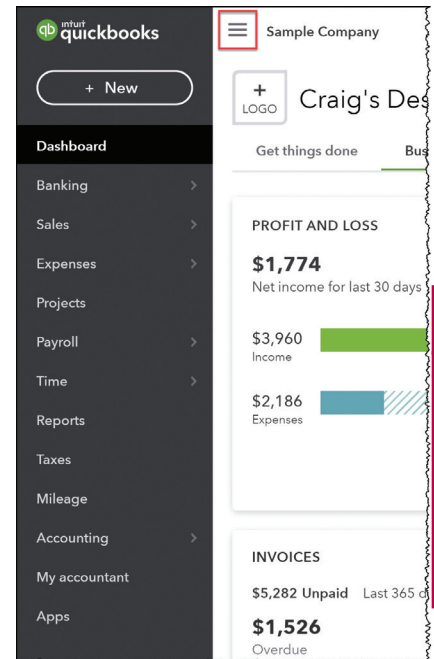 intuit
qb quickbooks
+ New
Dashboard
Banking
Sales
Expenses
Projects
Payroll
Time
Reports
Taxes
Mileage
Accounting
My accountant
Apps
Sample Company
+
LOGO
Craig's Des
Get things done Bus
PROFIT AND LOSS
$1,774
Net income for last 30 days
$3,960
Income
$2,186
Expenses
INVOICES
$5,282 Unpaid Last 365 d
$1,526
Overdue